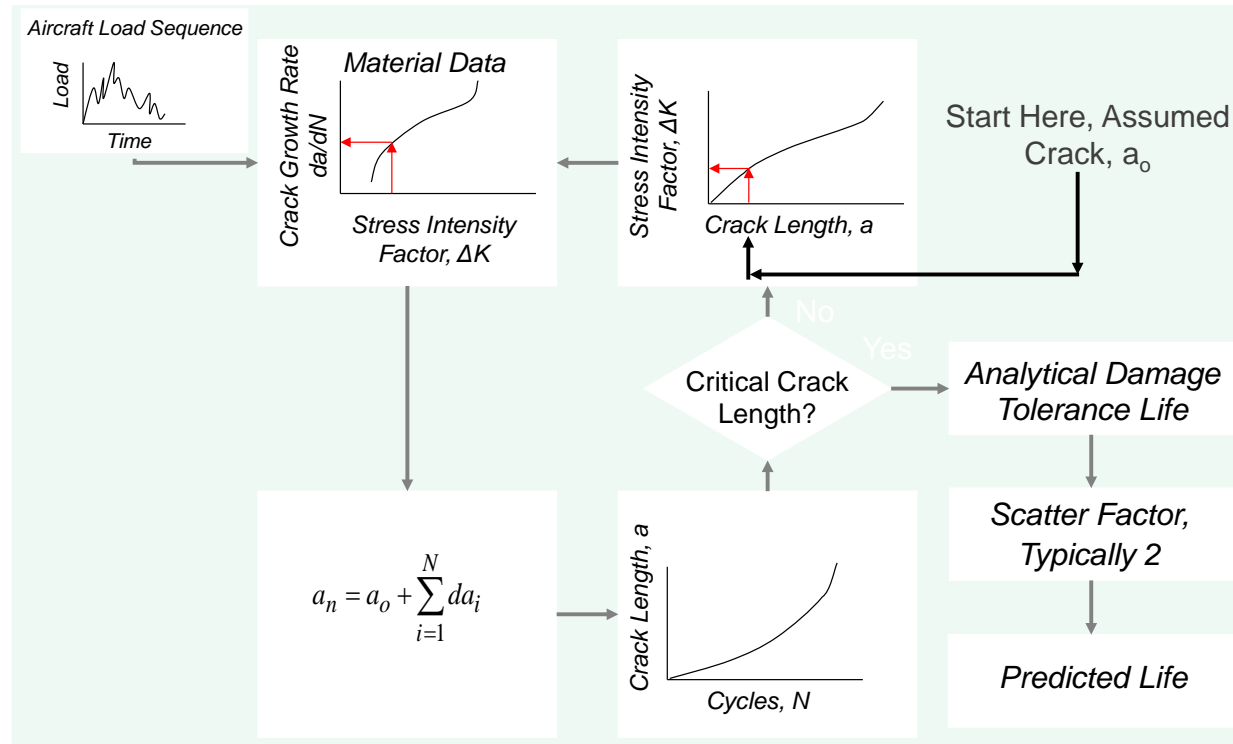 Aircraft Load Sequence
Load
Time
Crack Growth Rate
da/dN
Material Data
Stress Intensity
Factor, ΔK
Stress Intensity
Factor, ΔK
Crack Length, a
Start Here, Assumed
Crack, a₀
No
Yes
Critical Crack
Length?
Analytical Damage
Tolerance Life
Scatter Factor,
Typically 2
Predicted Life
aₙ = aₒ + ∑ᵢ₌₁ᴺ daᵢ
Crack Length, a
Cycles, N